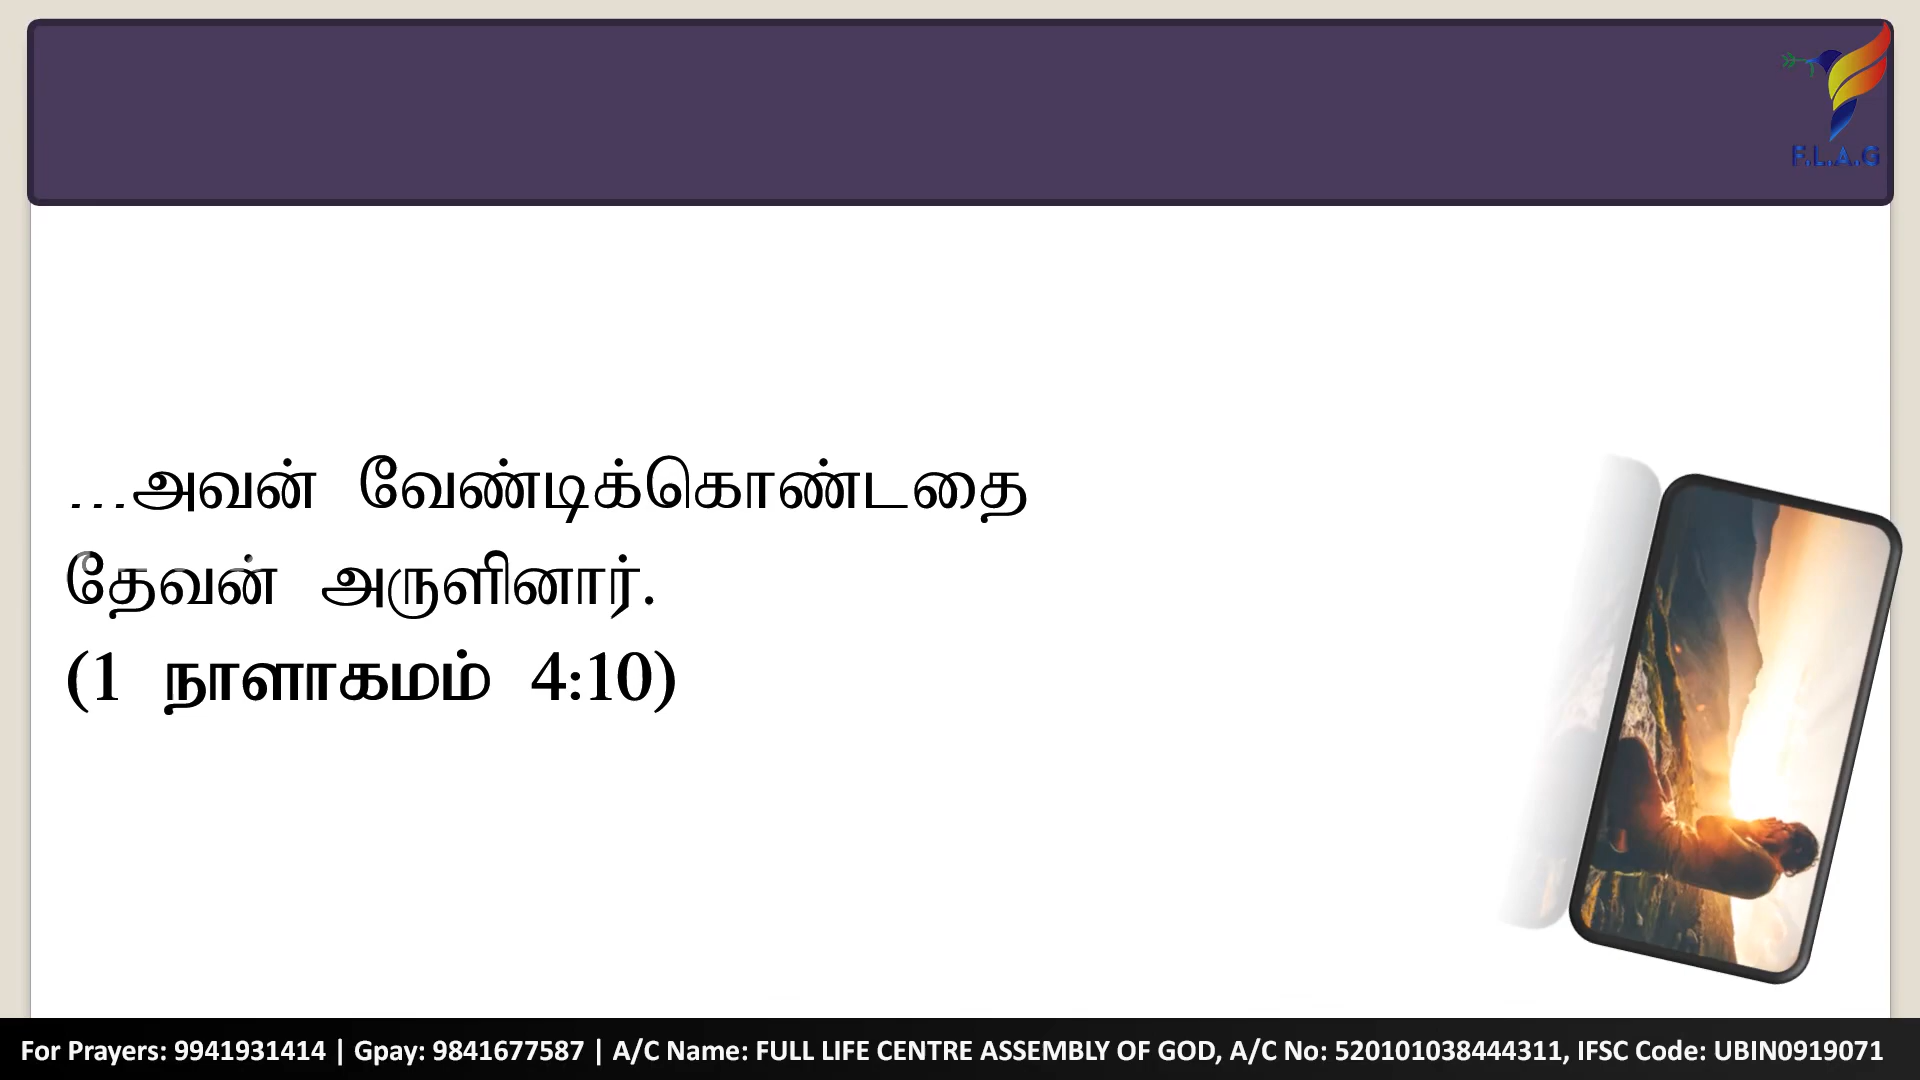 F.L.A.G
...அவன் வேண்டிக்கொண்டதை
தேவன் அருளினார்.
(1 நாளாகமம் 4:10)
For Prayers: 9941931414 | Gpay: 9841677587 | A/C Name: FULL LIFE CENTRE ASSEMBLY OF GOD, A/C No: 520101038444311, IFSC Code: UBIN0919071